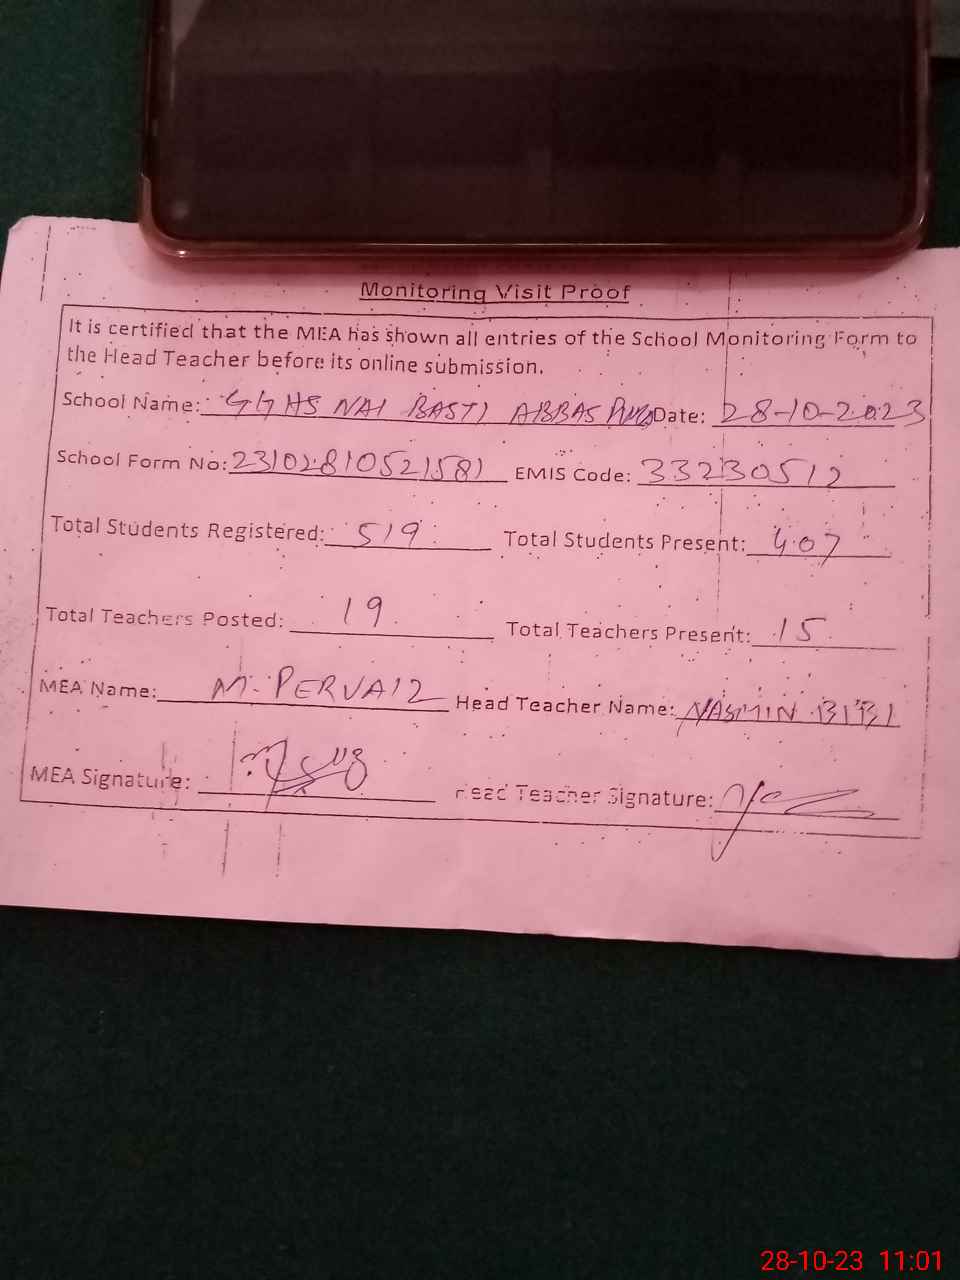 Monitoring Visit Proof
It is certified that the MEA has shown all entries of the School Monitoring Form to
the Head Teacher before its online submission.
School Name: GGHS NAI BASTI ABBAS Date: 28-10-2023
School Form No: EMIS Code: 33230512
Total Students Registered: 519 Total Students Present: 407
Total Teachers Posted: 19 Total Teachers Present: 15
MEA Name: M. PERVAIZ Head Teacher Name: YASMIN BIBI
MEA Signature: Head Teacher Signature:
28-10-23 11:01